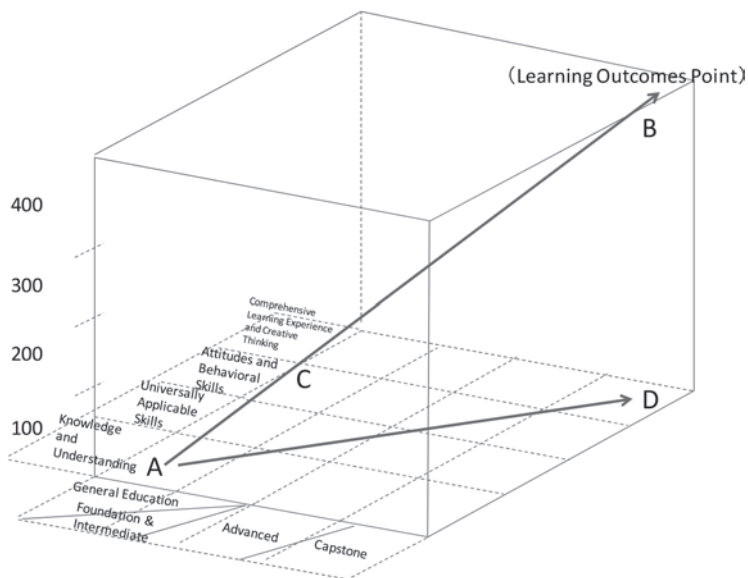 (Learning Outcomes Point)
B
400
300
200
100
Comprehensive
Learning Experience
and Creative
Thinking
Attitudes and
Behavioral
Skills
C
Universally
Applicable
Skills
D
Knowledge
and
Understanding
A
General Education
Foundation &
Intermediate
Advanced
Capstone